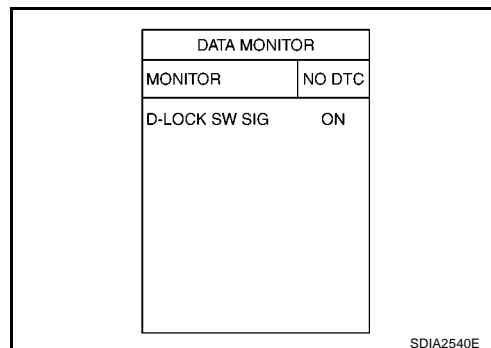 DATA MONITOR
MONITOR NO DTC
D-LOCK SW SIG ON
SDIA2540E